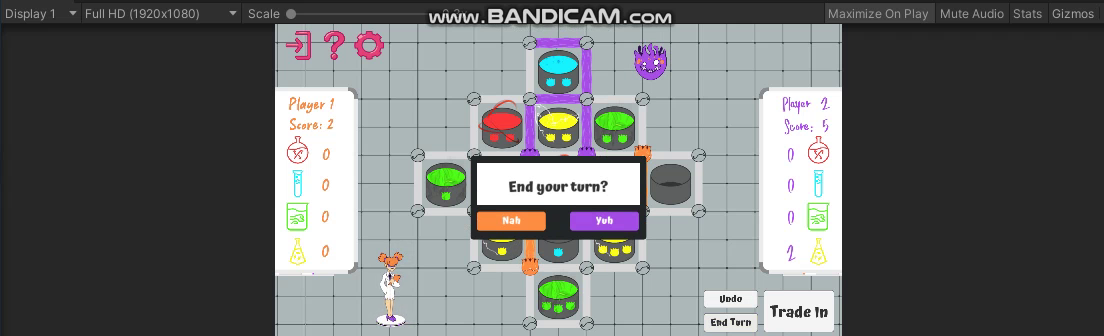 Display 1
Full HD (1920x1080)
Scale
www.BANDICAM.com
Maximize On Play
Mute Audio
Stats
Gizmos
Player 1
Score: 2
0
0
0
0
Player 2
Score: 5
0
0
0
2
End your turn?
Nah
Yuh
Undo
End Turn
Trade In